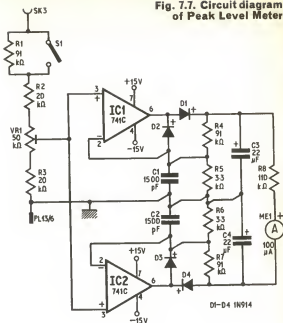 Fig. 7.7. Circuit diagram
of Peak Level Meter
SK3
R1
91
kΩ
S1
R2
20
kΩ
VR1
50
kΩ
R3
20
kΩ
PL13/6
+15V
3
+
7
IC1
741C
6
2
−
4
−15V
D1
D2
R4
91
kΩ
C1
1500
pF
R5
33
kΩ
C2
1500
pF
R6
33
kΩ
D3
R7
91
kΩ
D4
C3
22
µF
C4
22
µF
R8
110
kΩ
ME1
+
A
100
µA
+15V
2
−
7
IC2
741C
6
3
+
4
−15V
D1-D4 1N914